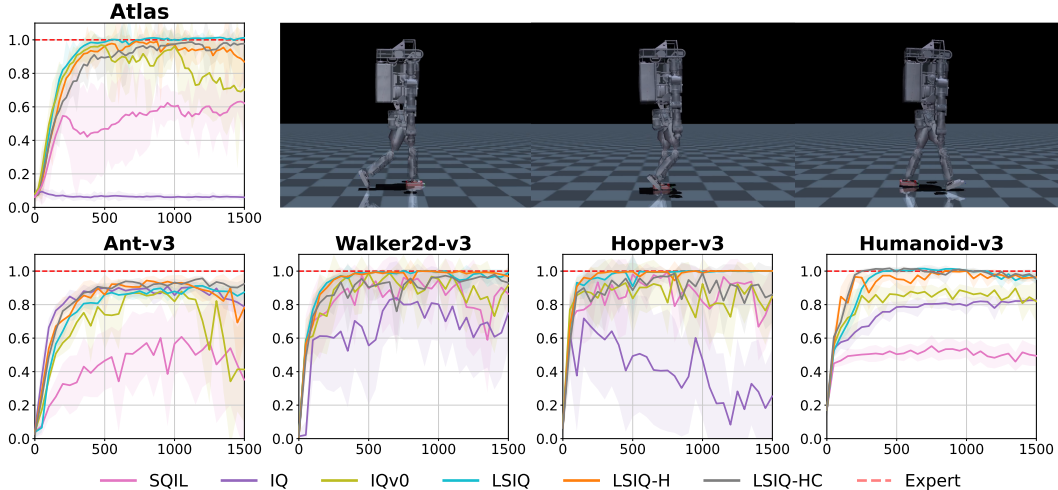 Atlas
1.0
0.8
0.6
0.4
0.2
0.0
0 500 1000 1500
Ant-v3 Walker2d-v3 Hopper-v3 Humanoid-v3
1.0 1.0 1.0 1.0
0.8 0.8 0.8 0.8
0.6 0.6 0.6 0.6
0.4 0.4 0.4 0.4
0.2 0.2 0.2 0.2
0.0 0.0 0.0 0.0
0 500 1000 1500 0 500 1000 1500 0 500 1000 1500 0 500 1000 1500
SQIL IQ IQv0 LSIQ LSIQ-H LSIQ-HC Expert